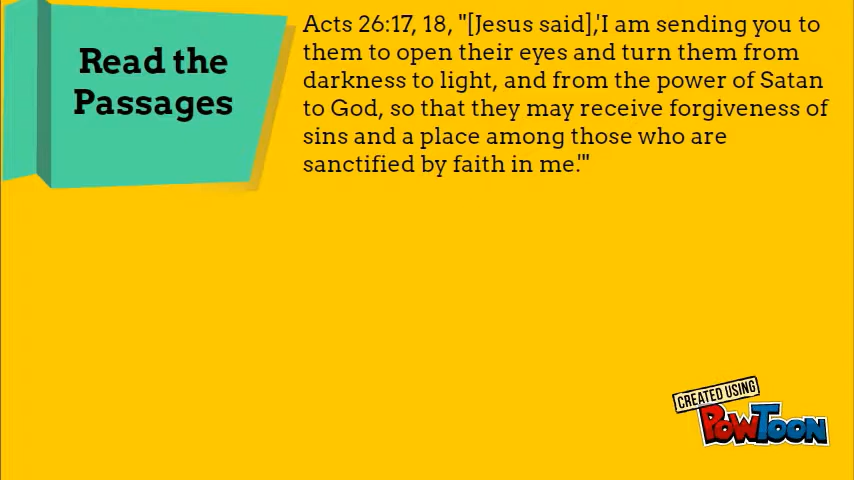 Read the
Passages
Acts 26:17, 18, "[Jesus said],'I am sending you to
them to open their eyes and turn them from
darkness to light, and from the power of Satan
to God, so that they may receive forgiveness of
sins and a place among those who are
sanctified by faith in me.'"
CREATED USING
POWTOON